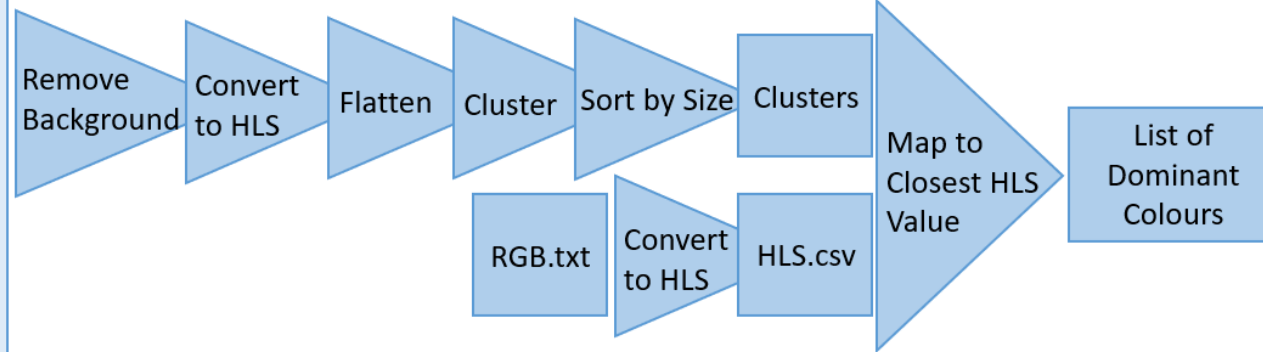 Remove
Background
Convert
to HLS
Flatten
Cluster
Sort by Size
Clusters
RGB.txt
Convert
to HLS
HLS.csv
Map to
Closest HLS
Value
List of
Dominant
Colours